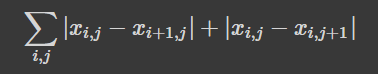 ∑_{i,j} |x_{i,j} − x_{i+1,j}| + |x_{i,j} − x_{i,j+1}|